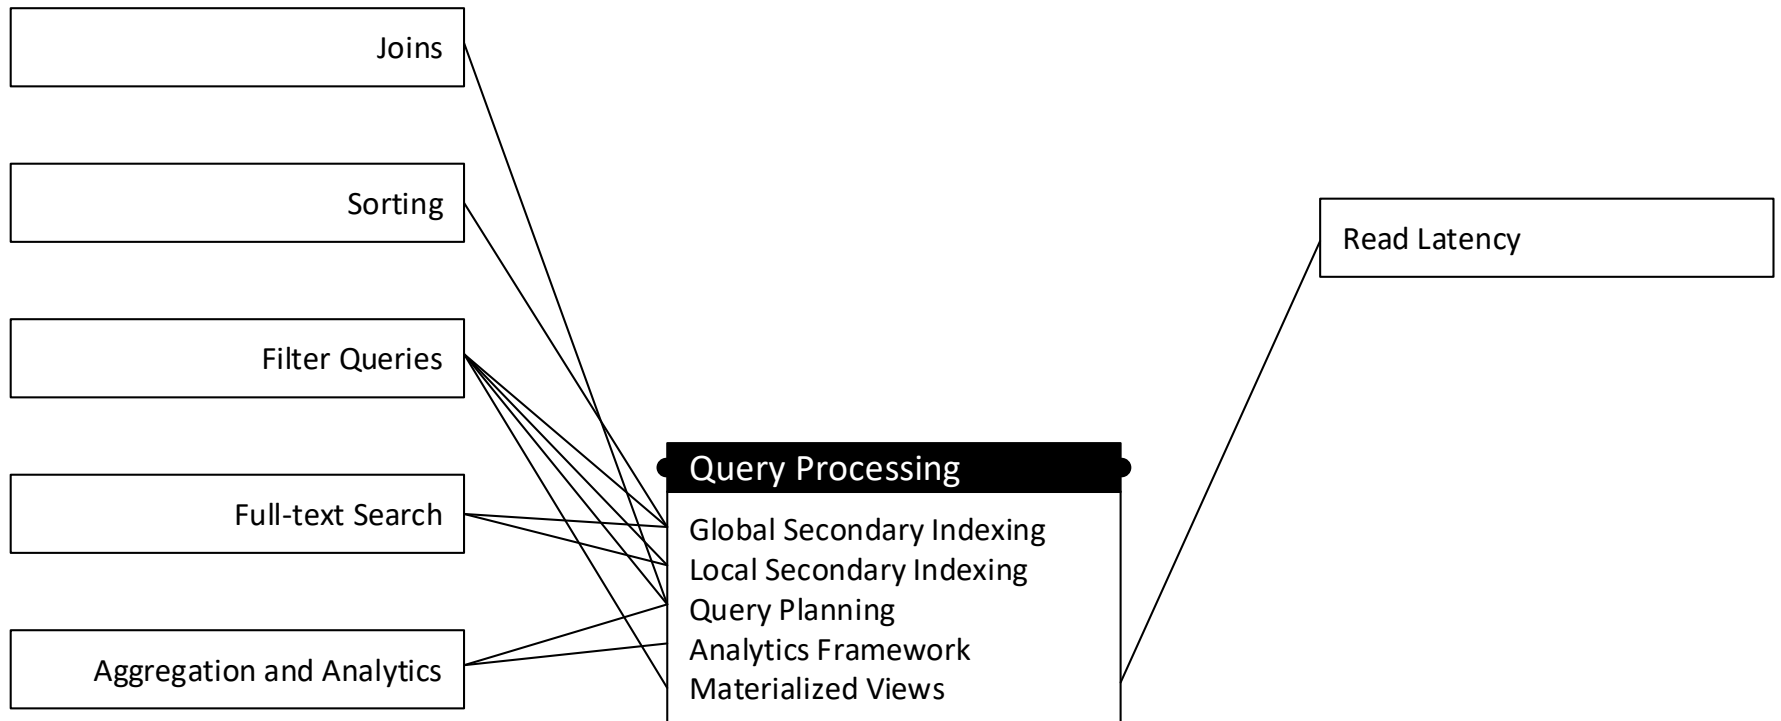 Joins
Sorting
Filter Queries
Full-text Search
Aggregation and Analytics
Query Processing
Global Secondary Indexing
Local Secondary Indexing
Query Planning
Analytics Framework
Materialized Views
Read Latency